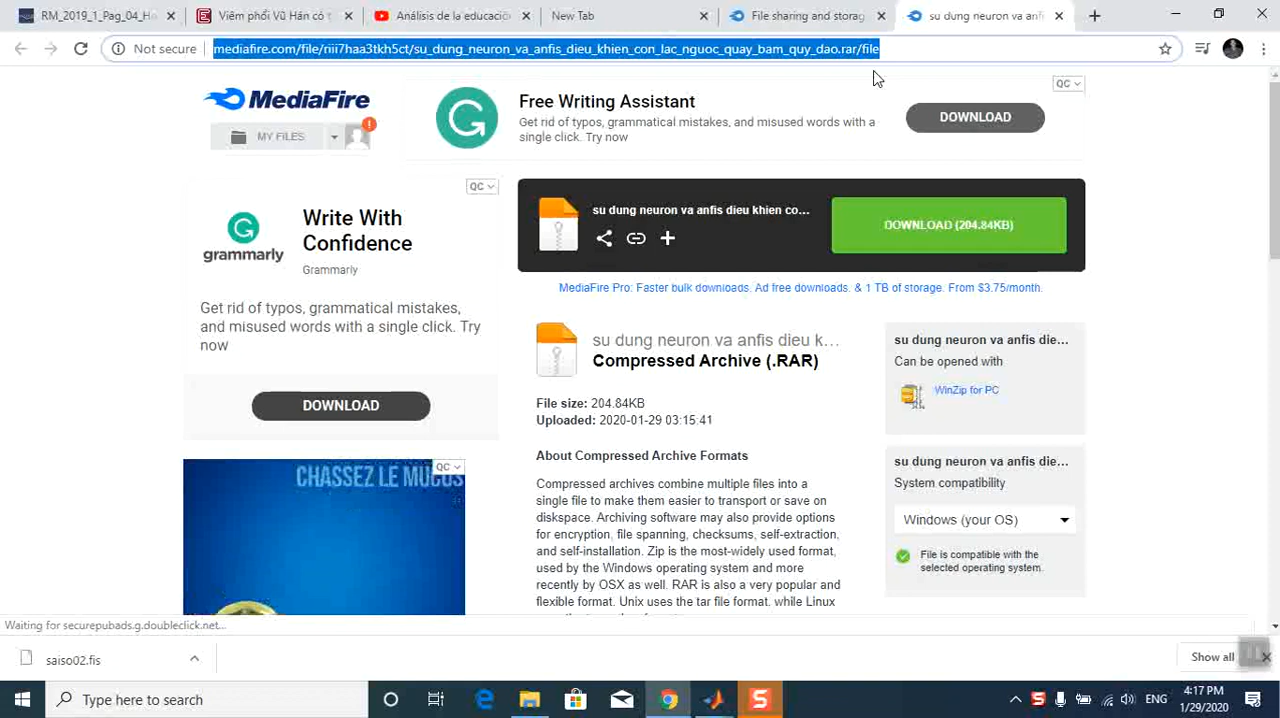 RM_2019_1_Pag_04_H
Viêm phổi Vũ Hán có t
Análisis de la educació
New Tab
File sharing and storag
su dung neuron va anfi
Not secure
mediafire.com/file/riii7haa3tkh5ct/su_dung_neuron_va_anfis_dieu_khien_con_lac_nguoc_quay_bam_quy_dao.rar/file
MediaFire
MY FILES
!
Free Writing Assistant
Get rid of typos, grammatical mistakes, and misused words with a
single click. Try now
DOWNLOAD
QC
QC
Write With
Confidence
grammarly
Grammarly
Get rid of typos, grammatical mistakes,
and misused words with a single click. Try
now
DOWNLOAD
QC
CHASSEZ LE MUCUS
su dung neuron va anfis dieu khien co...
DOWNLOAD (204.84KB)
MediaFire Pro: Faster bulk downloads. Ad free downloads. & 1 TB of storage. From $3.75/month.
su dung neuron va anfis dieu k...
Compressed Archive (.RAR)
File size: 204.84KB
Uploaded: 2020-01-29 03:15:41
About Compressed Archive Formats
Compressed archives combine multiple files into a
single file to make them easier to transport or save on
diskspace. Archiving software may also provide options
for encryption, file spanning, checksums, self-extraction,
and self-installation. Zip is the most-widely used format,
used by the Windows operating system and more
recently by OSX as well. RAR is also a very popular and
flexible format. Unix uses the tar file format, while Linux
su dung neuron va anfis die...
Can be opened with
WinZip for PC
su dung neuron va anfis die...
System compatibility
Windows (your OS)
File is compatible with the
selected operating system.
Waiting for securepubads.g.doubleclick.net...
saiso02.fis
Show all
Type here to search
ENG
4:17 PM
1/29/2020